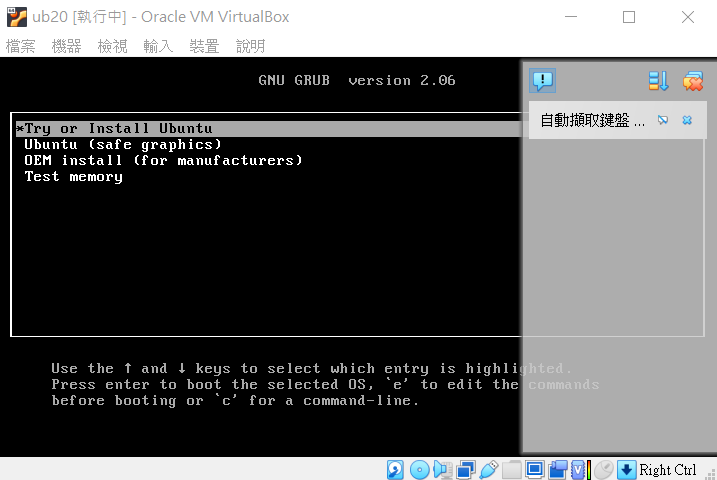 ub20 [執行中] - Oracle VM VirtualBox
檔案 機器 檢視 輸入 裝置 說明
GNU GRUB version 2.06
自動擷取鍵盤 ...
*Try or Install Ubuntu
Ubuntu (safe graphics)
OEM install (for manufacturers)
Test memory
Use the ↑ and ↓ keys to select which entry is highlighted.
Press enter to boot the selected OS, `e' to edit the commands
before booting or `c' for a command-line.
Right Ctrl